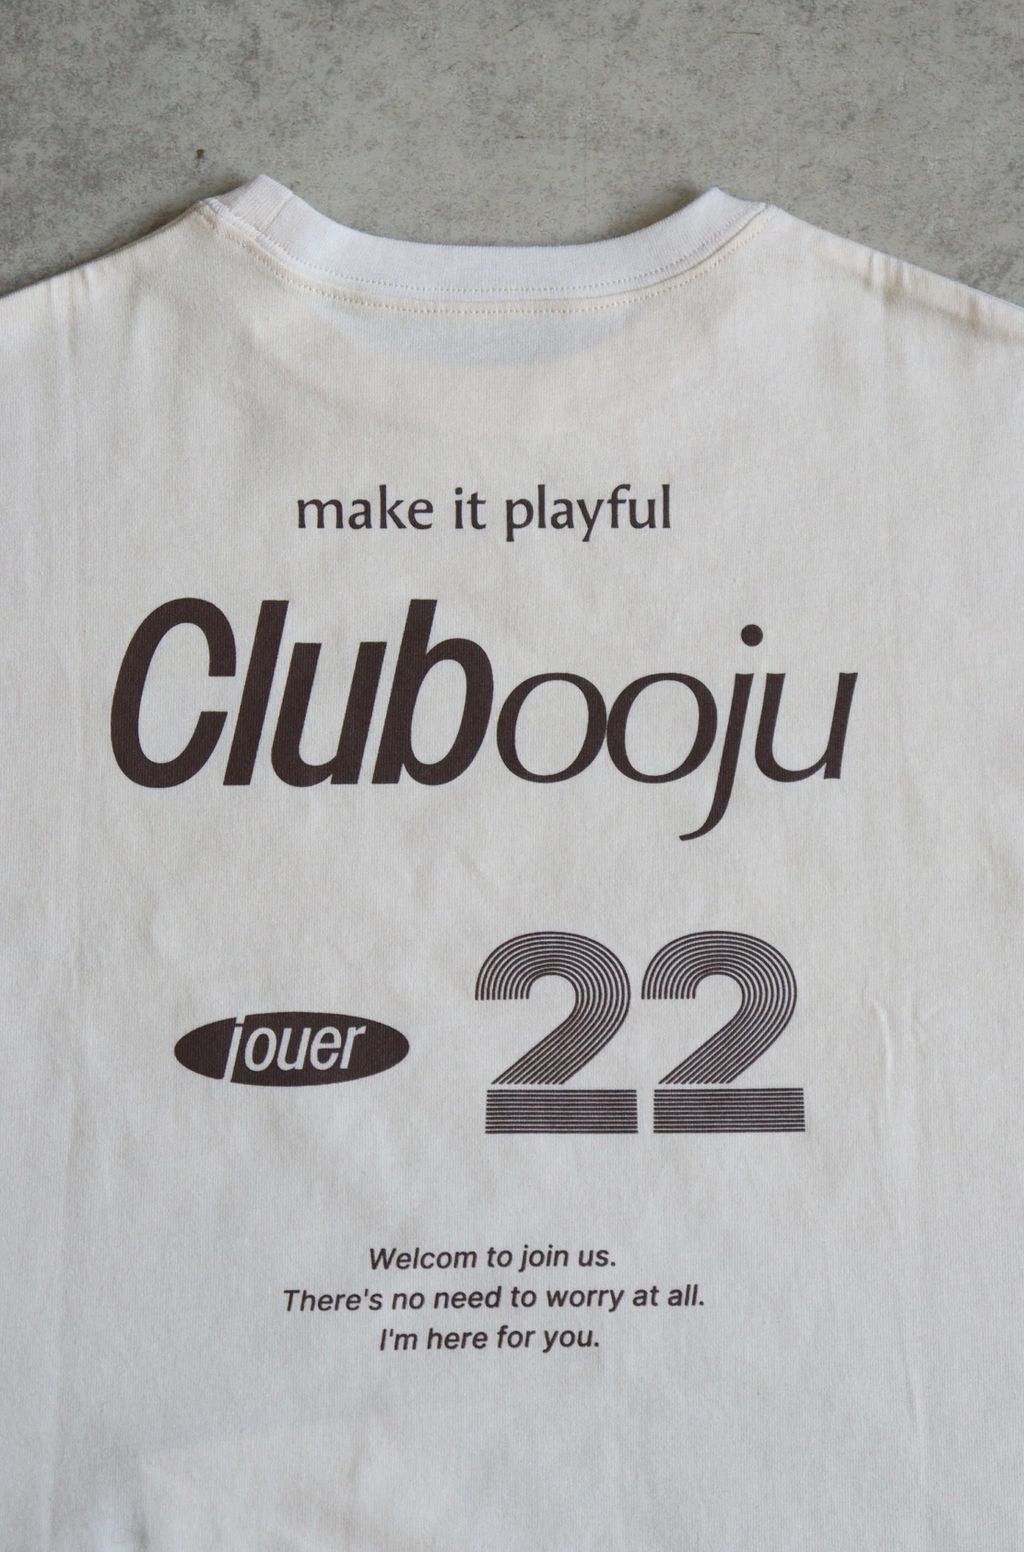 make it playful
Clubooju
jouer
22
Welcom to join us.
There's no need to worry at all.
I'm here for you.